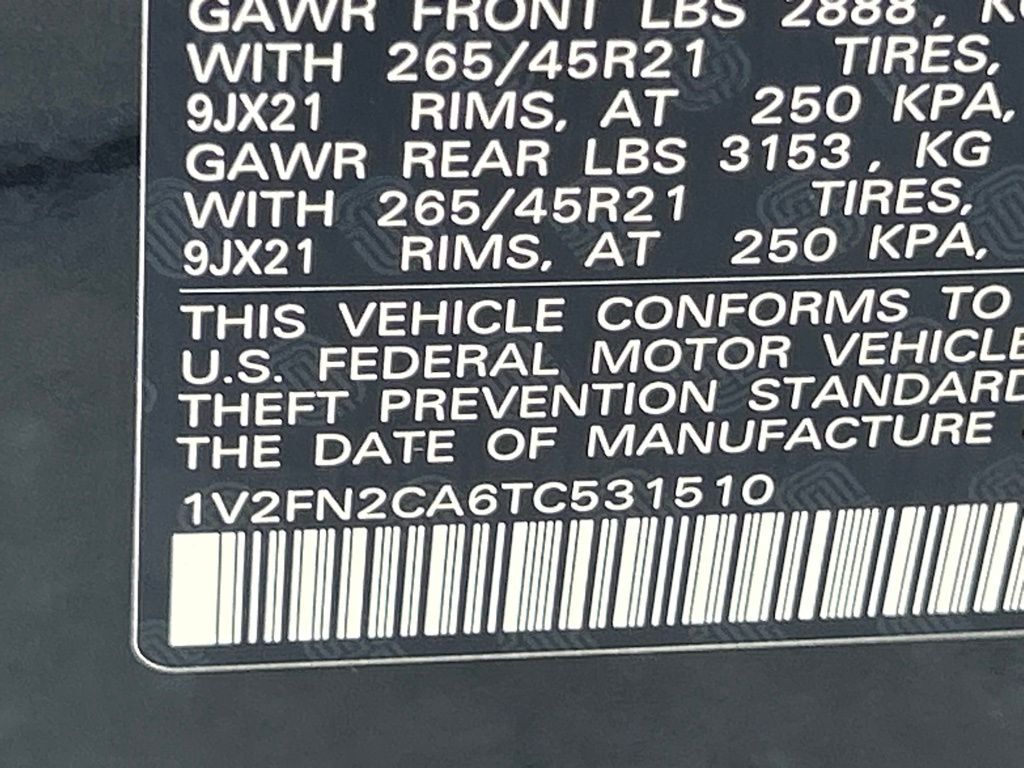 GAWR FRONT LBS 2888, KG
WITH 265/45R21 TIRES,
9JX21 RIMS, AT 250 KPA,
GAWR REAR LBS 3153, KG
WITH 265/45R21 TIRES,
9JX21 RIMS, AT 250 KPA,
THIS VEHICLE CONFORMS TO
U.S. FEDERAL MOTOR VEHICLE
THEFT PREVENTION STANDARD
THE DATE OF MANUFACTURE
1V2FN2CA6TC531510